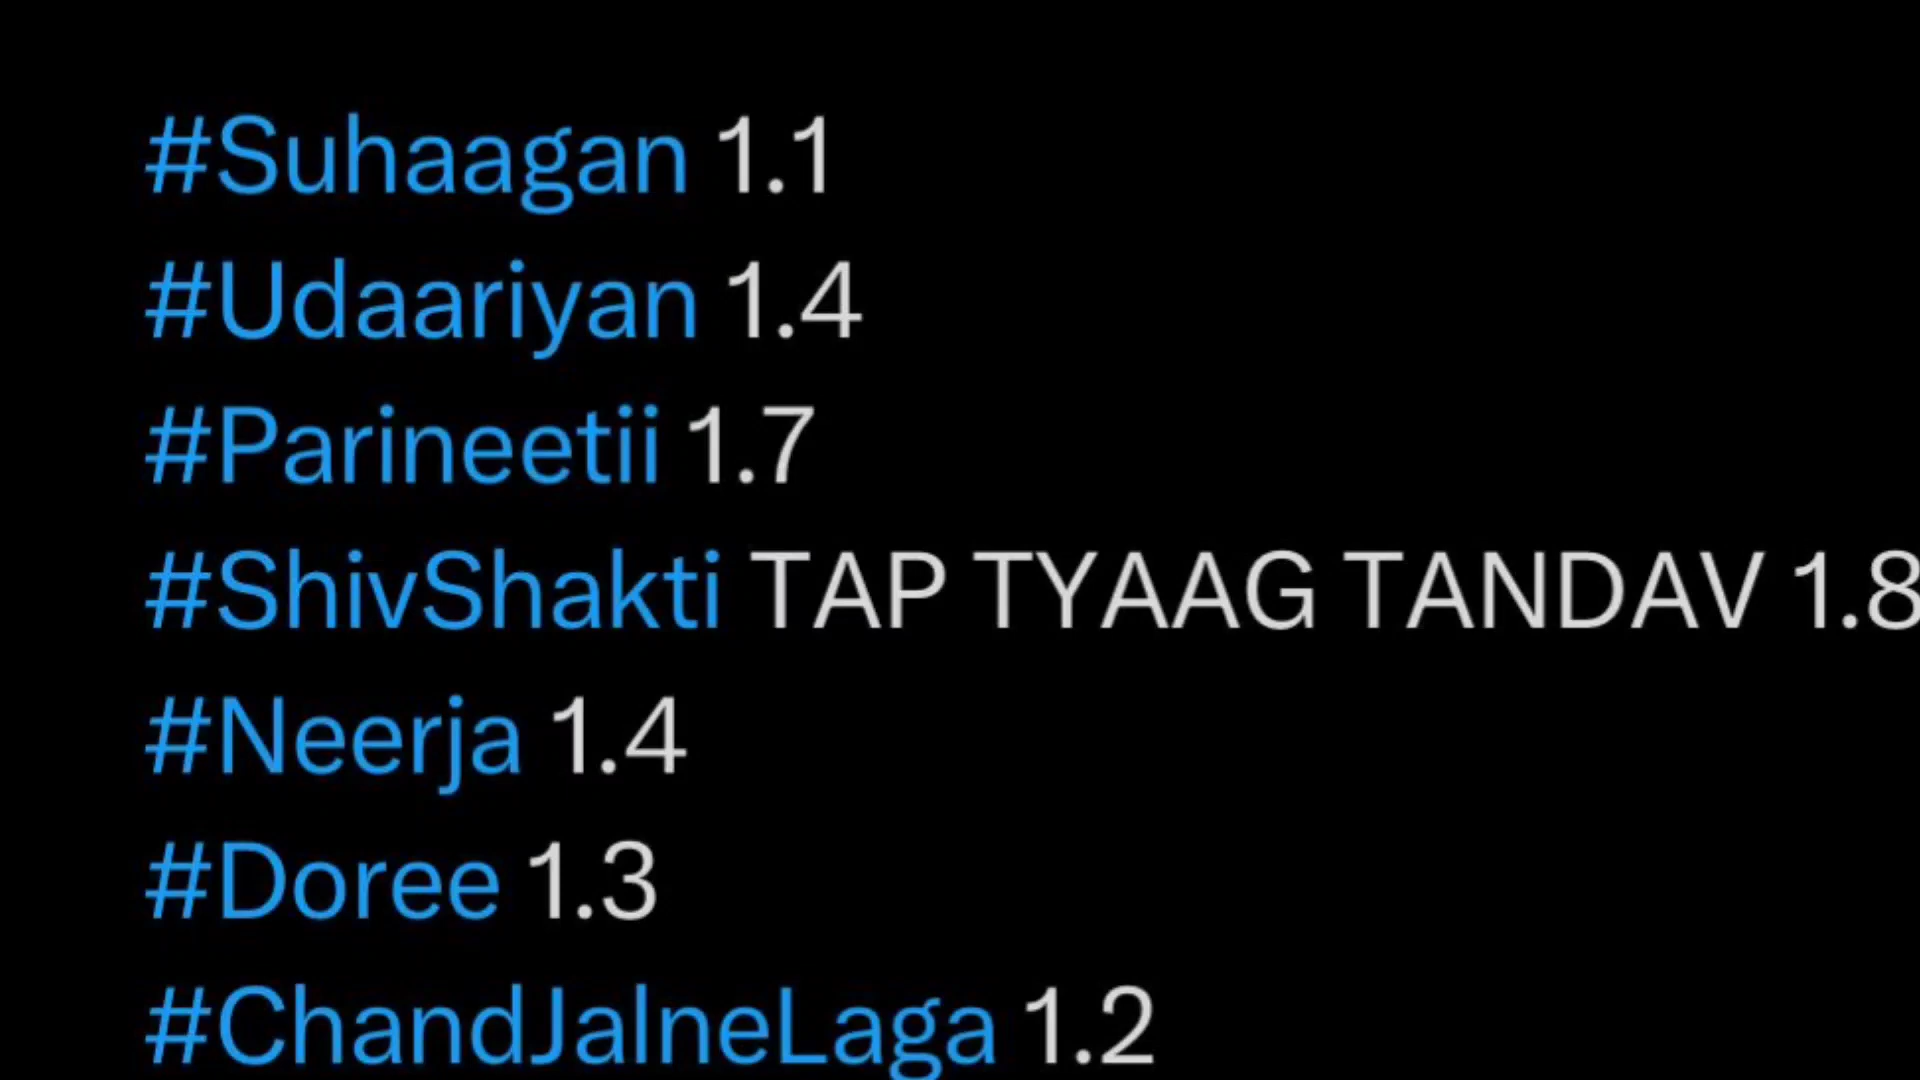 #Suhaagan 1.1
#Udaariyan 1.4
#Parineetii 1.7
#ShivShakti TAP TYAAG TANDAV 1.8
#Neerja 1.4
#Doree 1.3
#ChandJalneLaga 1.2